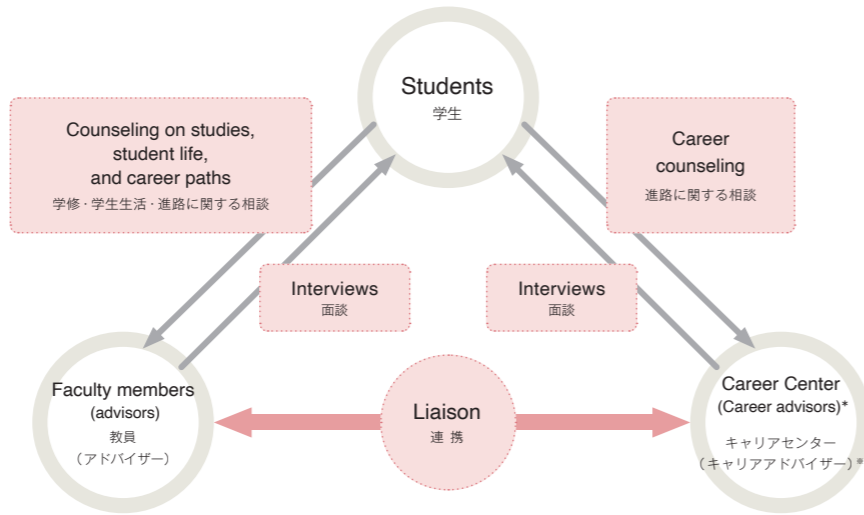 Students
学生
Counseling on studies,
student life,
and career paths
学修・学生生活・進路に関する相談
Career
counseling
進路に関する相談
Interviews
面談
Interviews
面談
Faculty members
(advisors)
教員
（アドバイザー）
Liaison
連 携
Career Center
(Career advisors)*
キャリアセンター
（キャリアアドバイザー）※